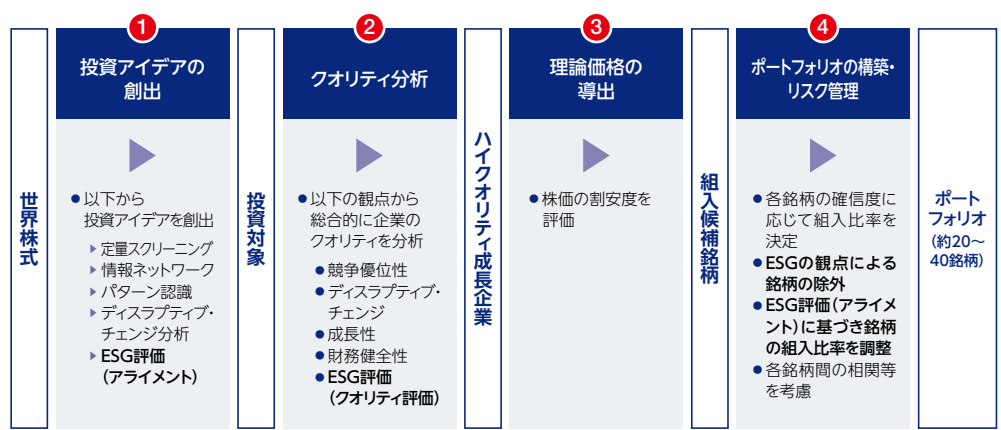 世界株式
1
投資アイデアの
創出
●以下から
投資アイデアを創出
▶定量スクリーニング
▶情報ネットワーク
▶パターン認識
▶ディスラプティブ・
チェンジ分析
▶ESG評価
（アライメント）
投資対象
2
クオリティ分析
●以下の観点から
総合的に企業の
クオリティを分析
●競争優位性
●ディスラプティブ・
チェンジ
●成長性
●財務健全性
●ESG評価
（クオリティ評価）
ハイクオリティ成長企業
3
理論価格の
導出
●株価の割安度を
評価
組入候補銘柄
4
ポートフォリオの構築・
リスク管理
●各銘柄の確信度に
応じて組入比率を
決定
●ESGの観点による
銘柄の除外
●ESG評価（アライメ
ント）に基づき銘柄
の組入比率を調整
●各銘柄間の相関等
を考慮
ポート
フォリオ
（約20～
40銘柄）